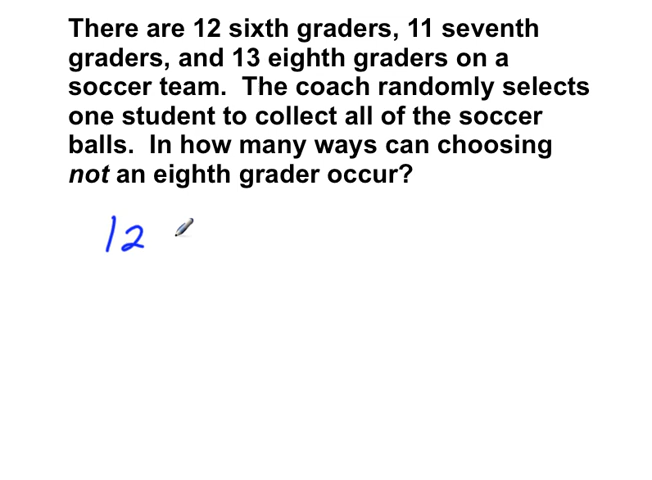 There are 12 sixth graders, 11 seventh
graders, and 13 eighth graders on a
soccer team.  The coach randomly selects
one student to collect all of the soccer
balls.  In how many ways can choosing
not an eighth grader occur?
12